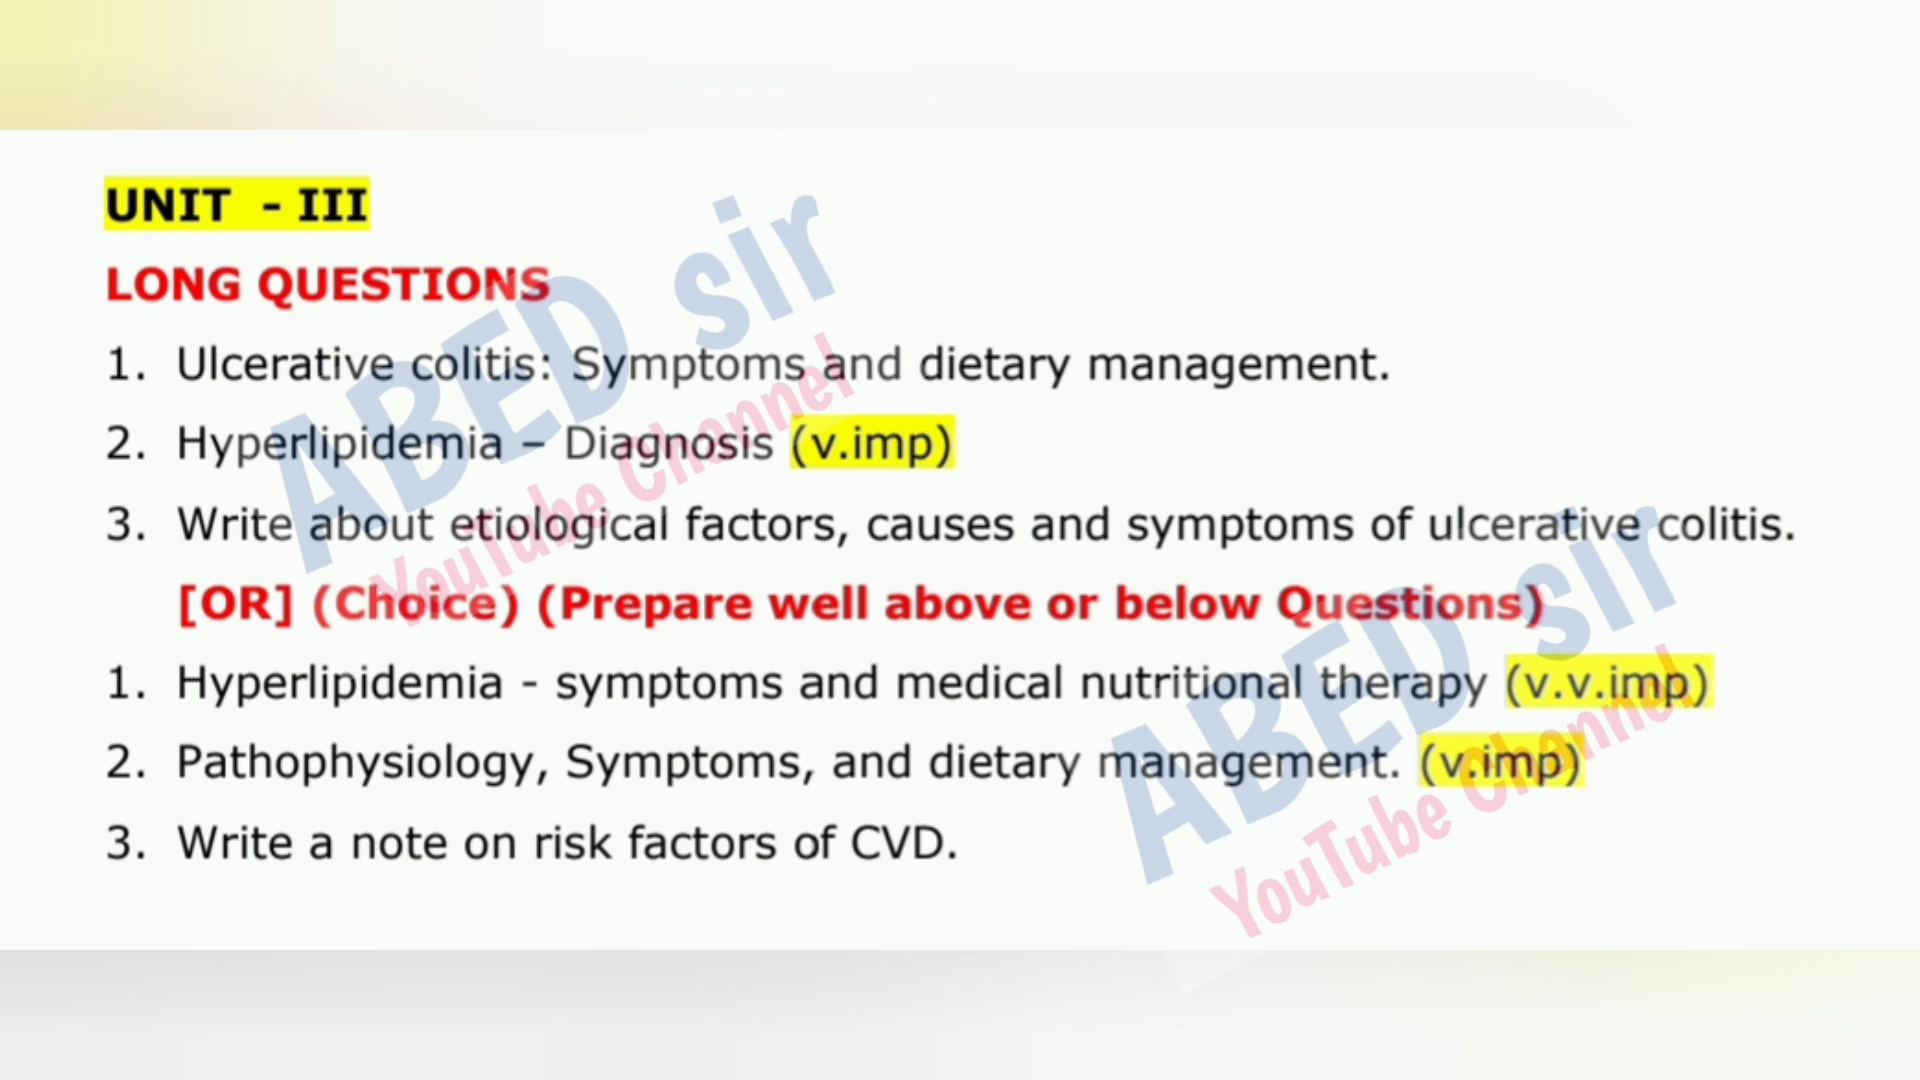 UNIT - III
LONG QUESTIONS
1. Ulcerative colitis: Symptoms and dietary management.
2. Hyperlipidemia – Diagnosis (v.imp)
3. Write about etiological factors, causes and symptoms of ulcerative colitis.
[OR] (Choice) (Prepare well above or below Questions)
1. Hyperlipidemia - symptoms and medical nutritional therapy (v.v.imp)
2. Pathophysiology, Symptoms, and dietary management. (v.imp)
3. Write a note on risk factors of CVD.
ABED sir
YouTube Channel
ABED sir
YouTube Channel